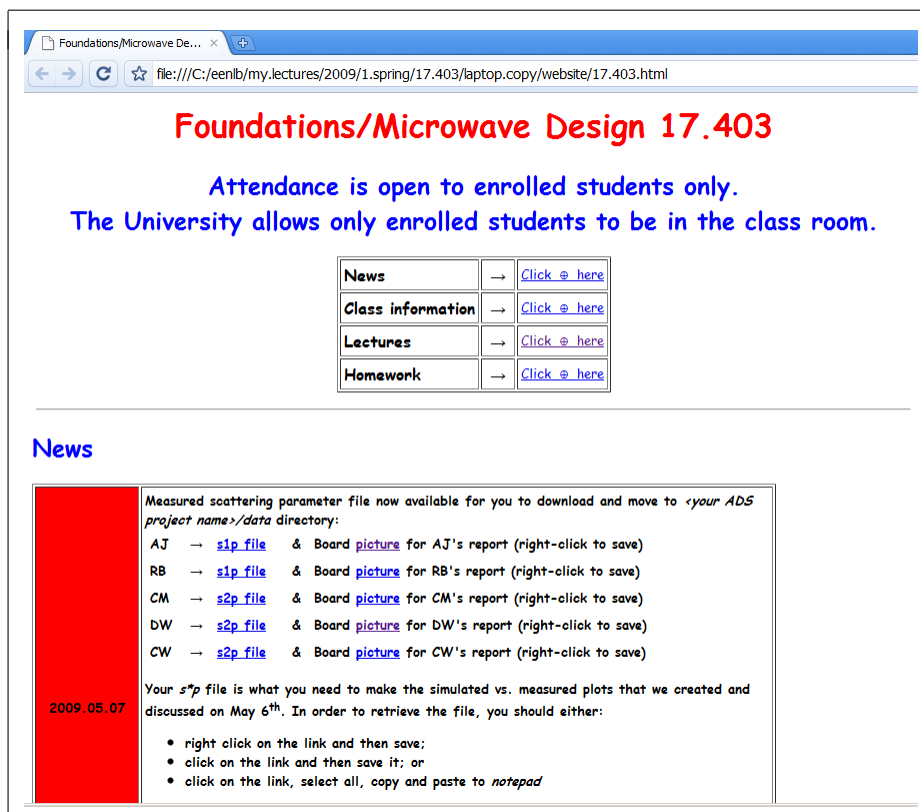 Foundations/Microwave De...
file:///C:/eenlb/my.lectures/2009/1.spring/17.403/laptop.copy/website/17.403.html
Foundations/Microwave Design 17.403
Attendance is open to enrolled students only.
The University allows only enrolled students to be in the class room.
News → Click ⊕ here
Class information → Click ⊕ here
Lectures → Click ⊕ here
Homework → Click ⊕ here
News
2009.05.07
Measured scattering parameter file now available for you to download and move to <your ADS
project name>/data directory:
AJ → s1p file & Board picture for AJ's report (right-click to save)
RB → s1p file & Board picture for RB's report (right-click to save)
CM → s2p file & Board picture for CM's report (right-click to save)
DW → s2p file & Board picture for DW's report (right-click to save)
CW → s2p file & Board picture for CW's report (right-click to save)
Your s*p file is what you need to make the simulated vs. measured plots that we created and
discussed on May 6th. In order to retrieve the file, you should either:
• right click on the link and then save;
• click on the link and then save it; or
• click on the link, select all, copy and paste to notepad